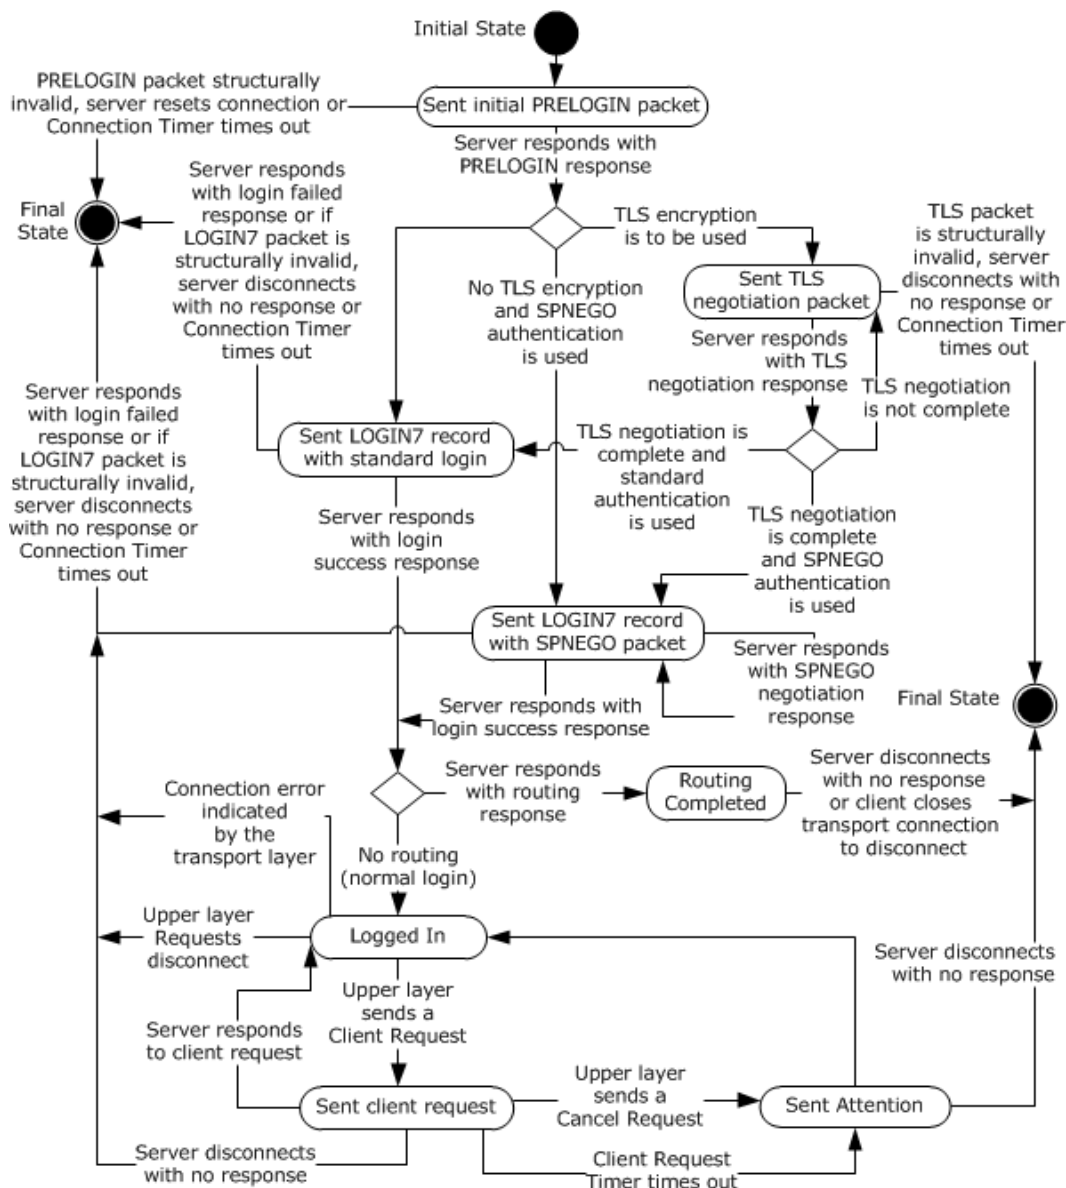 Initial State
PRELOGIN packet structurally
invalid, server resets connection or
Connection Timer times out
Sent initial PRELOGIN packet
Server responds with
PRELOGIN response
Server responds
with login failed
response or if
LOGIN7 packet is
structurally invalid,
server disconnects
with no response or
Connection Timer
times out
Final
State
TLS encryption
is to be used
TLS packet
is structurally
invalid, server
disconnects with
no response or
Connection Timer
times out
Sent TLS
negotiation packet
No TLS encryption
and SPNEGO
authentication
is used
Server responds
with TLS
negotiation response
TLS negotiation
is not complete
Server responds
with login failed
response or if
LOGIN7 packet is
structurally invalid,
server disconnects
with no response or
Connection Timer
times out
Sent LOGIN7 record
with standard login
TLS negotiation is
complete and
standard
authentication
is used
TLS negotiation
is complete
and SPNEGO
authentication
is used
Server responds
with login
success response
Sent LOGIN7 record
with SPNEGO packet
Server responds
with SPNEGO
negotiation
response
Server responds with
login success response
Final State
Connection error
indicated
by the
transport layer
Server responds
with routing
response
Routing
Completed
Server disconnects
with no response
or client closes
transport connection
to disconnect
No routing
(normal login)
Upper layer
Requests
disconnect
Logged In
Server disconnects
with no response
Upper layer
sends a
Client Request
Server responds
to client request
Sent client request
Upper layer
sends a
Cancel Request
Sent Attention
Server disconnects
with no response
Client Request
Timer times out